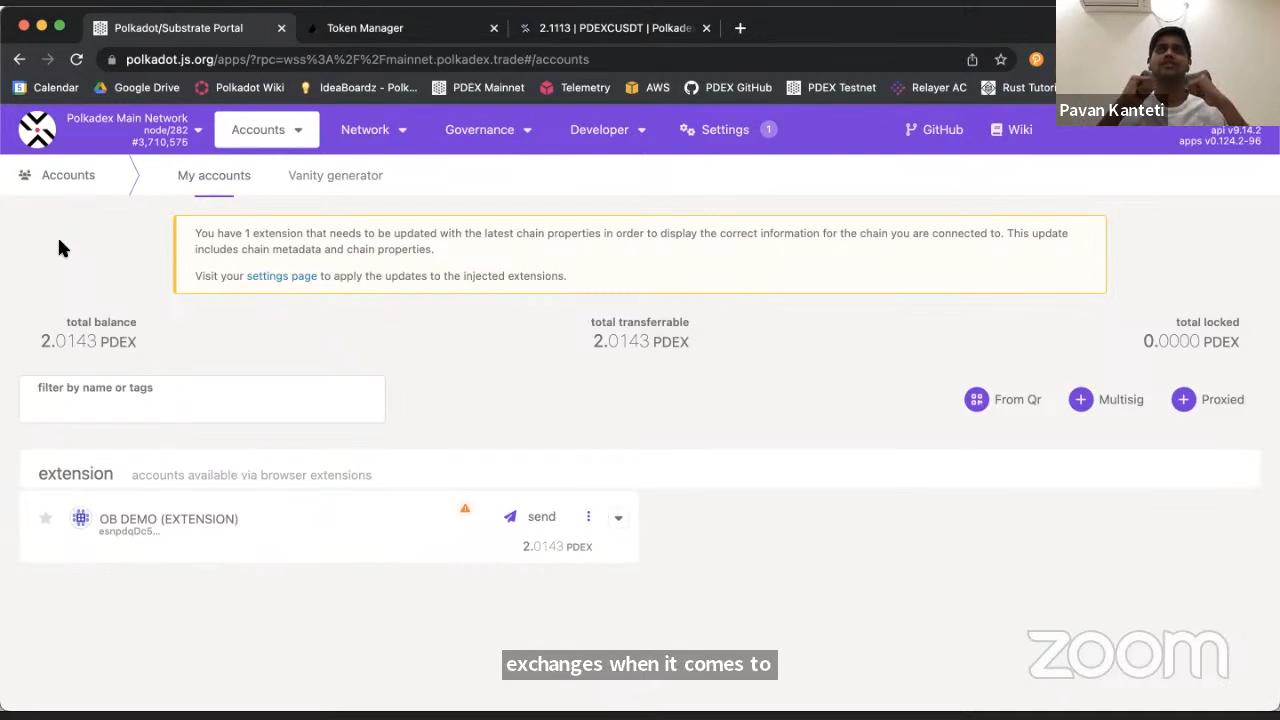 Polkadot/Substrate Portal
Token Manager
2.1113 | PDEXCUSDT | Polkade
polkadot.js.org/apps/?rpc=wss%3A%2F%2Fmainnet.polkadex.trade#/accounts
Calendar
Google Drive
Polkadot Wiki
IdeaBoardz - Polk...
PDEX Mainnet
Telemetry
AWS
PDEX GitHub
PDEX Testnet
Relayer AC
Rust Tutori
Pavan Kanteti
Polkadex Main Network
node/282
#3,710,576
Accounts
Network
Governance
Developer
Settings
1
GitHub
Wiki
api v9.14.2
apps v0.124.2-96
Accounts
My accounts
Vanity generator
You have 1 extension that needs to be updated with the latest chain properties in order to display the correct information for the chain you are connected to. This update
includes chain metadata and chain properties.
Visit your settings page to apply the updates to the injected extensions.
total balance
2.0143 PDEX
total transferrable
2.0143 PDEX
total locked
0.0000 PDEX
filter by name or tags
From Qr
Multisig
Proxied
extension accounts available via browser extensions
OB DEMO (EXTENSION)
esnpdqDc5...
send
2.0143 PDEX
exchanges when it comes to
zoom